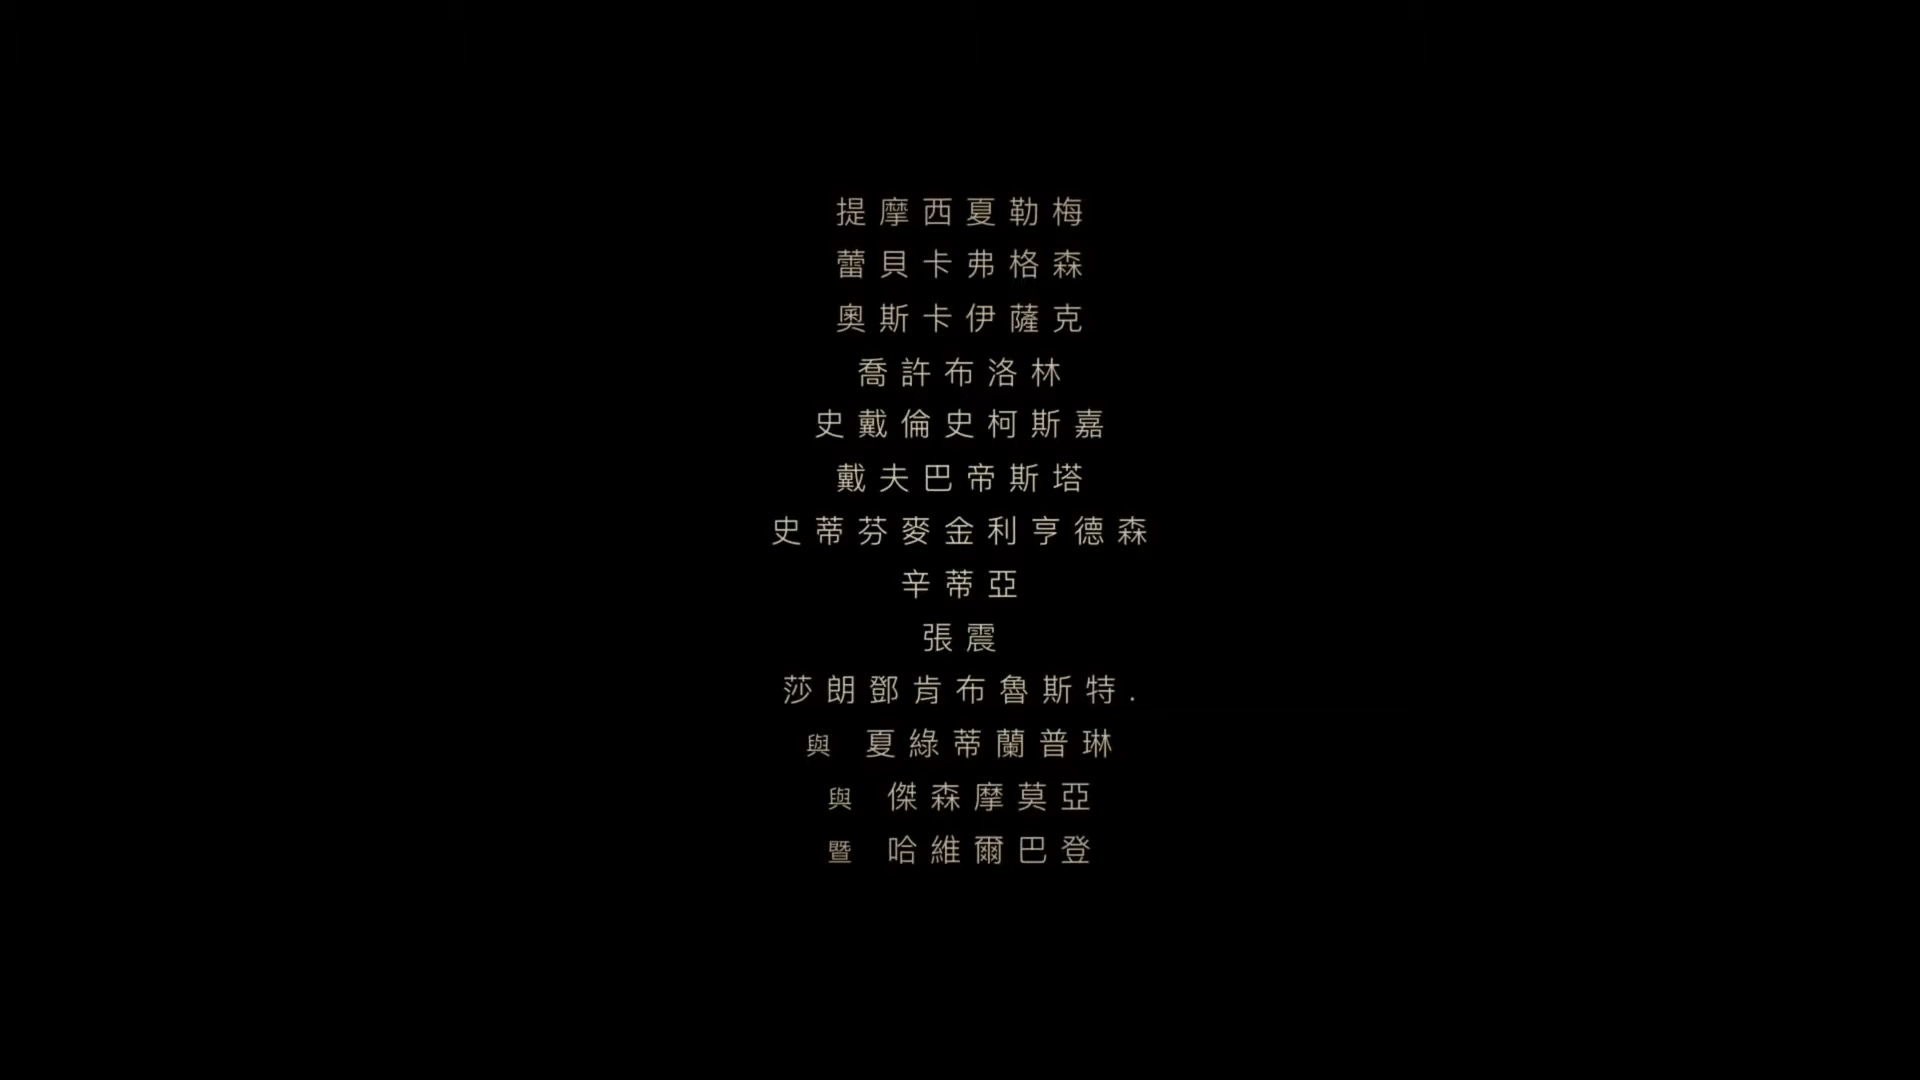 提摩西夏勒梅
蕾貝卡弗格森
奧斯卡伊薩克
喬許布洛林
史戴倫史柯斯嘉
戴夫巴帝斯塔
史蒂芬麥金利亨德森
辛蒂亞
張震
莎朗鄧肯布魯斯特.
與 夏綠蒂蘭普琳
與 傑森摩莫亞
暨 哈維爾巴登